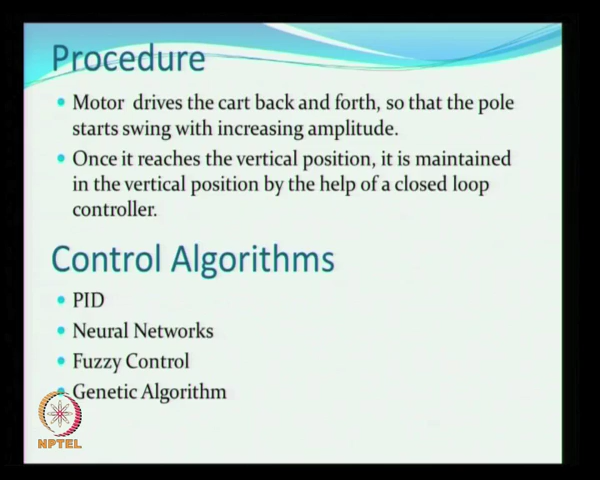 Procedure
Motor drives the cart back and forth, so that the pole
starts swing with increasing amplitude.
Once it reaches the vertical position, it is maintained
in the vertical position by the help of a closed loop
controller.
Control Algorithms
PID
Neural Networks
Fuzzy Control
Genetic Algorithm
NPTEL